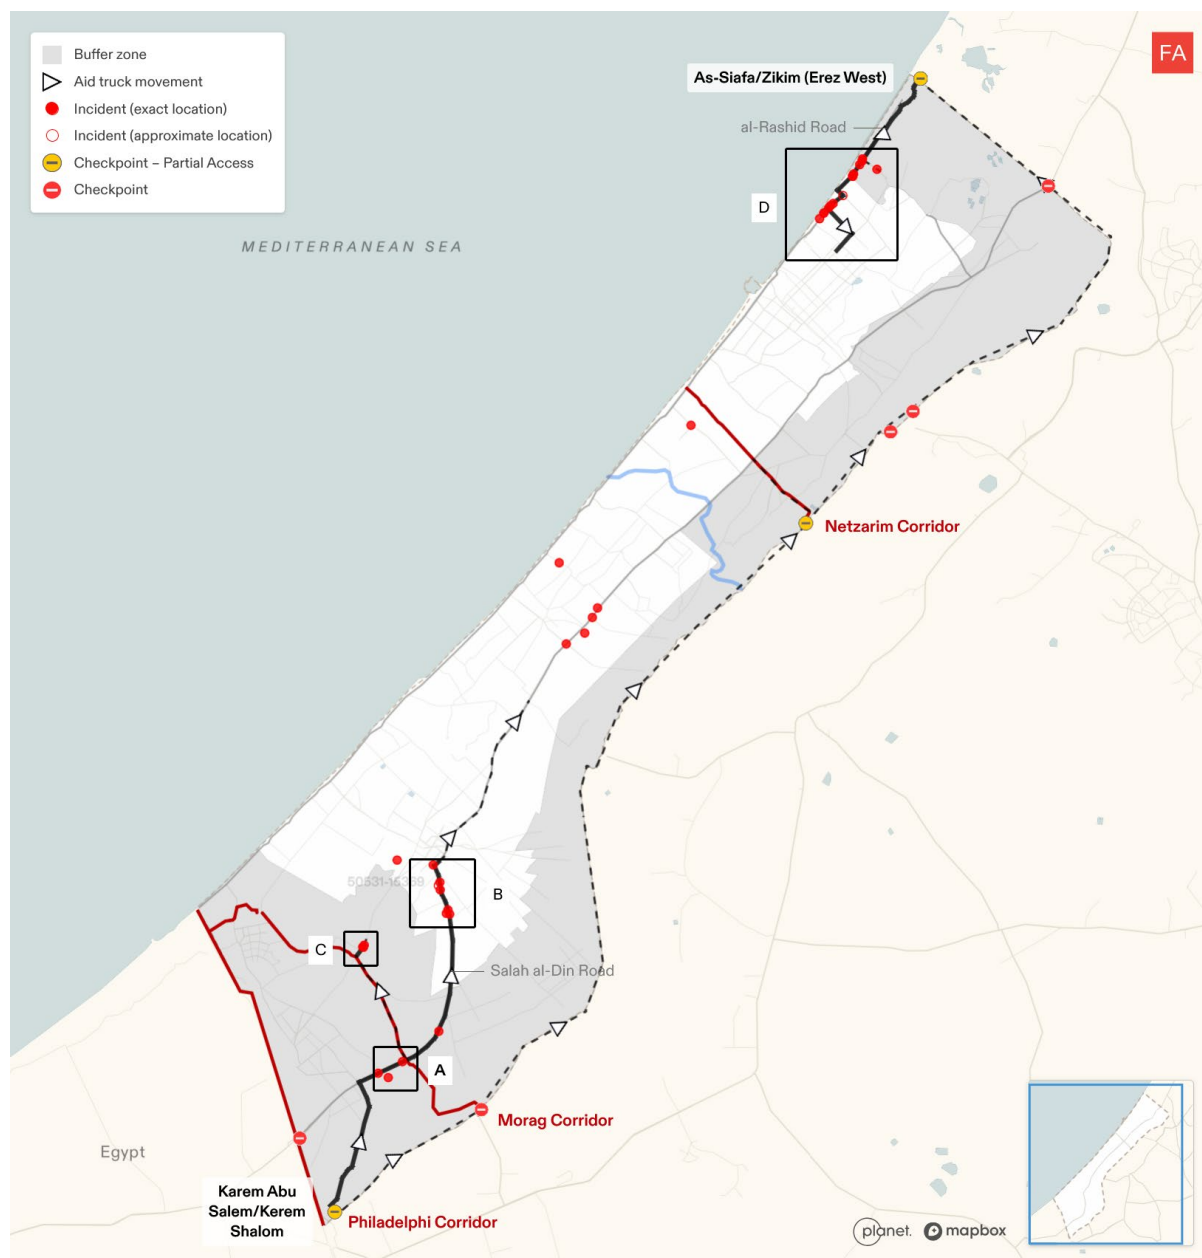 Buffer zone
Aid truck movement
Incident (exact location)
Incident (approximate location)
Checkpoint – Partial Access
Checkpoint
FA
As-Siafa/Zikim (Erez West)
al-Rashid Road
D
MEDITERRANEAN SEA
Netzarim Corridor
50531-15369
B
C
Salah al-Din Road
A
Morag Corridor
Egypt
Karem Abu
Salem/Kerem
Shalom
Philadelphi Corridor
planet.
mapbox